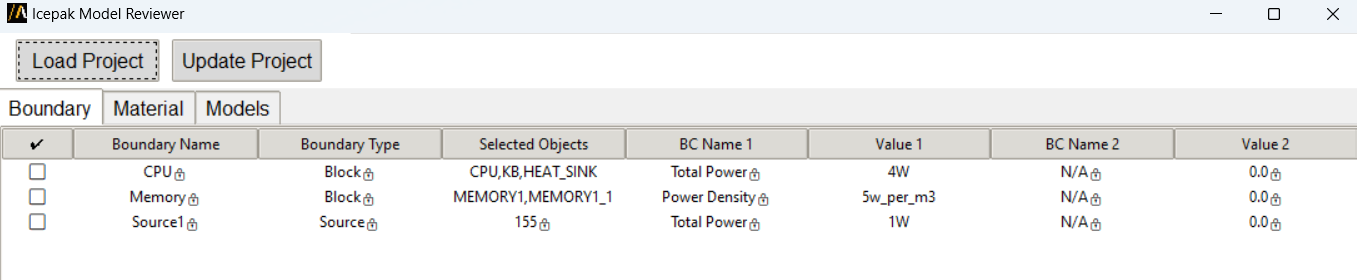 Icepak Model Reviewer
Load Project Update Project
Boundary Material Models
✔ Boundary Name Boundary Type Selected Objects BC Name 1 Value 1 BC Name 2 Value 2
CPU Block CPU,KB,HEAT_SINK Total Power 4W N/A 0.0
Memory Block MEMORY1,MEMORY1_1 Power Density 5w_per_m3 N/A 0.0
Source1 Source 155 Total Power 1W N/A 0.0